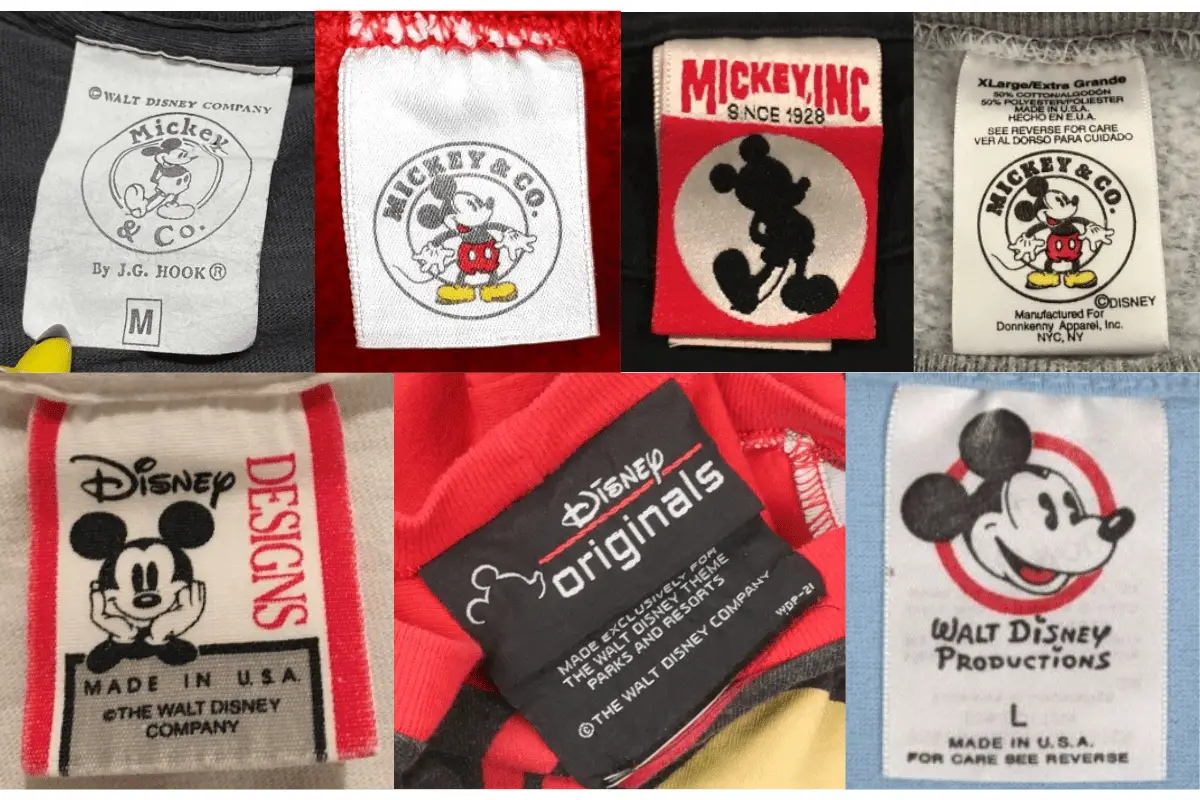 ©WALT DISNEY COMPANY
Mickey
& Co.
By J.G. HOOK®
M
MICKEY & CO.
MICKEY, INC
SINCE 1928
XLarge/Extra Grande
50% COTTON/ALGODÓN
50% POLYESTER/POLIESTER
MADE IN U.S.A.
HECHO EN E.U.A.
SEE REVERSE FOR CARE
VER AL DORSO PARA CUIDADO
MICKEY & CO.
©DISNEY
Manufactured For
Donnkenny Apparel, Inc.
NYC, NY
Disney
DESIGNS
MADE IN U.S.A.
©THE WALT DISNEY
COMPANY
Disney
originals
MADE EXCLUSIVELY FOR
THE WALT DISNEY THEME
PARKS AND RESORTS
© THE WALT DISNEY COMPANY
WDP-21
WALT DISNEY
PRODUCTIONS
L
MADE IN U.S.A.
FOR CARE SEE REVERSE